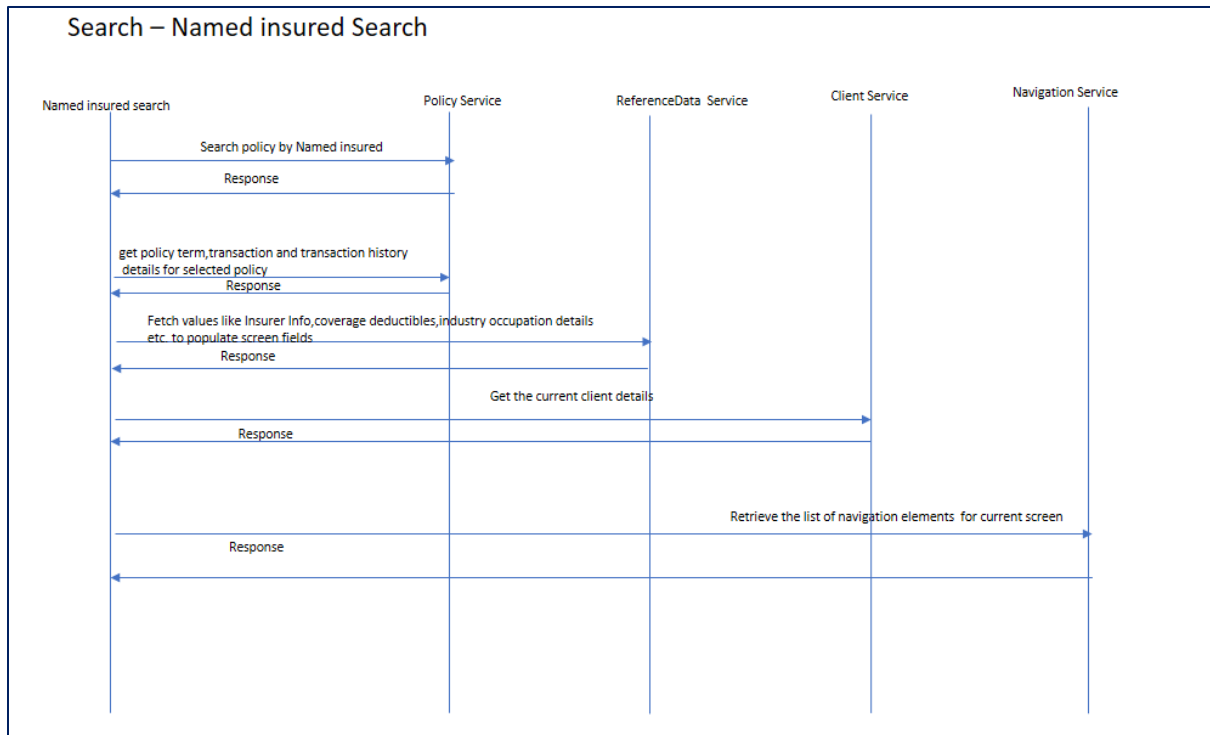 Search – Named insured Search
Named insured search
Policy Service
ReferenceData  Service
Client Service
Navigation Service
Search policy by Named insured
Response
get policy term,transaction and transaction history
details for selected policy
Response
Fetch values like Insurer Info,coverage deductibles,industry occupation details
etc. to populate screen fields
Response
Get the current client details
Response
Retrieve the list of navigation elements  for current screen
Response